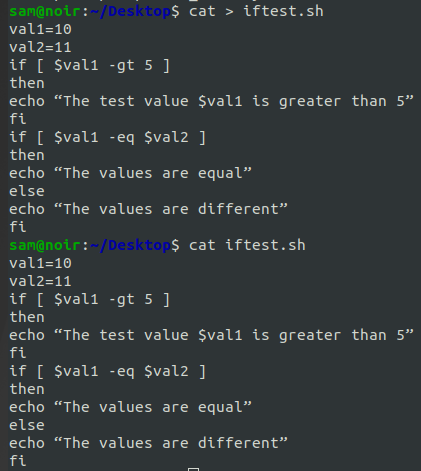 sam@noir:~/Desktop$ cat > iftest.sh
val1=10
val2=11
if [ $val1 -gt 5 ]
then
echo “The test value $val1 is greater than 5”
fi
if [ $val1 -eq $val2 ]
then
echo “The values are equal”
else
echo “The values are different”
fi
sam@noir:~/Desktop$ cat iftest.sh
val1=10
val2=11
if [ $val1 -gt 5 ]
then
echo “The test value $val1 is greater than 5”
fi
if [ $val1 -eq $val2 ]
then
echo “The values are equal”
else
echo “The values are different”
fi